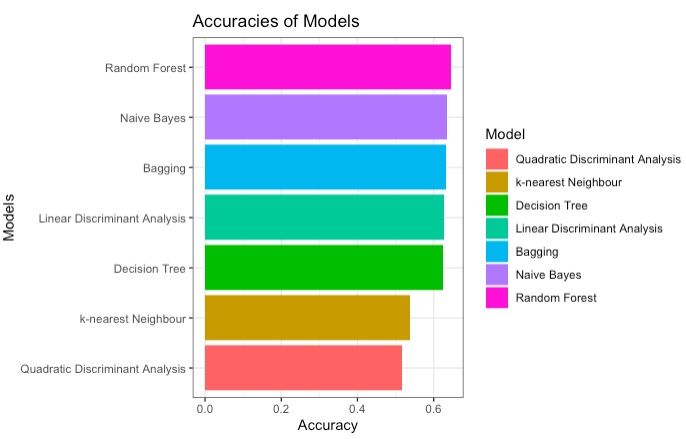 Accuracies of Models
Models
Random Forest
Naive Bayes
Bagging
Linear Discriminant Analysis
Decision Tree
k-nearest Neighbour
Quadratic Discriminant Analysis
0.0 0.2 0.4 0.6
Accuracy
Model
Quadratic Discriminant Analysis
k-nearest Neighbour
Decision Tree
Linear Discriminant Analysis
Bagging
Naive Bayes
Random Forest